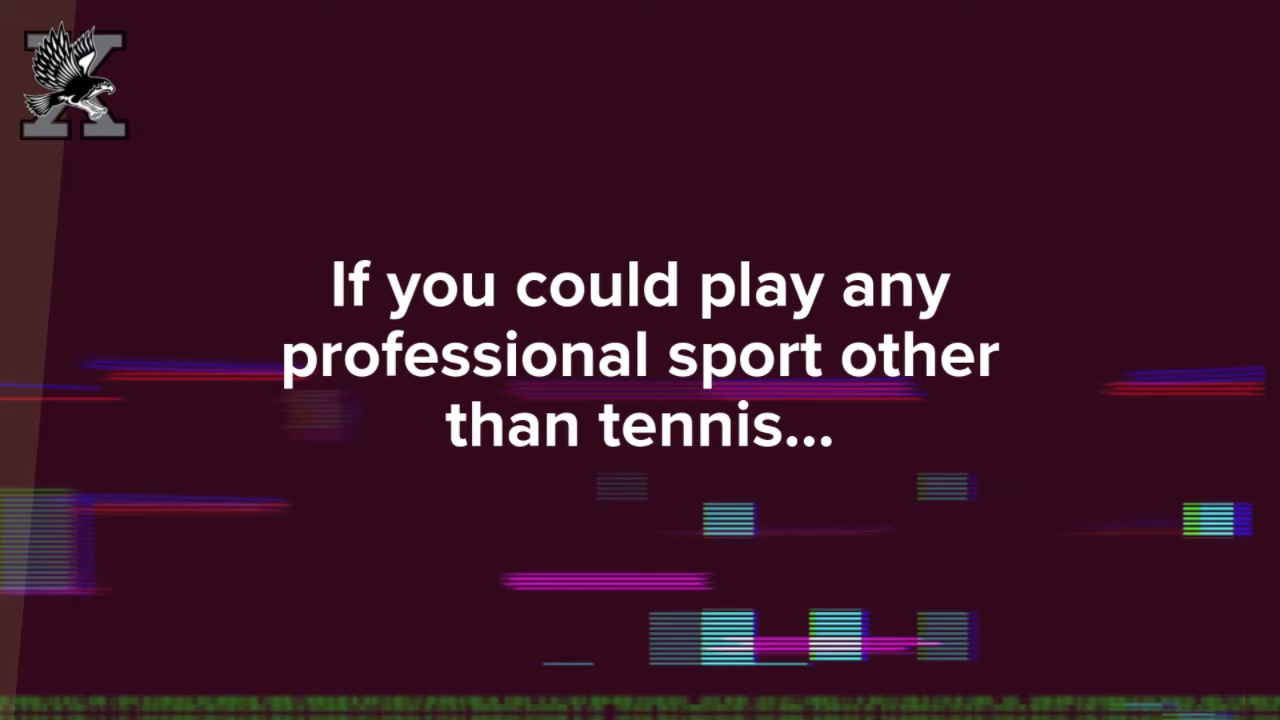 X
If you could play any
professional sport other
than tennis...